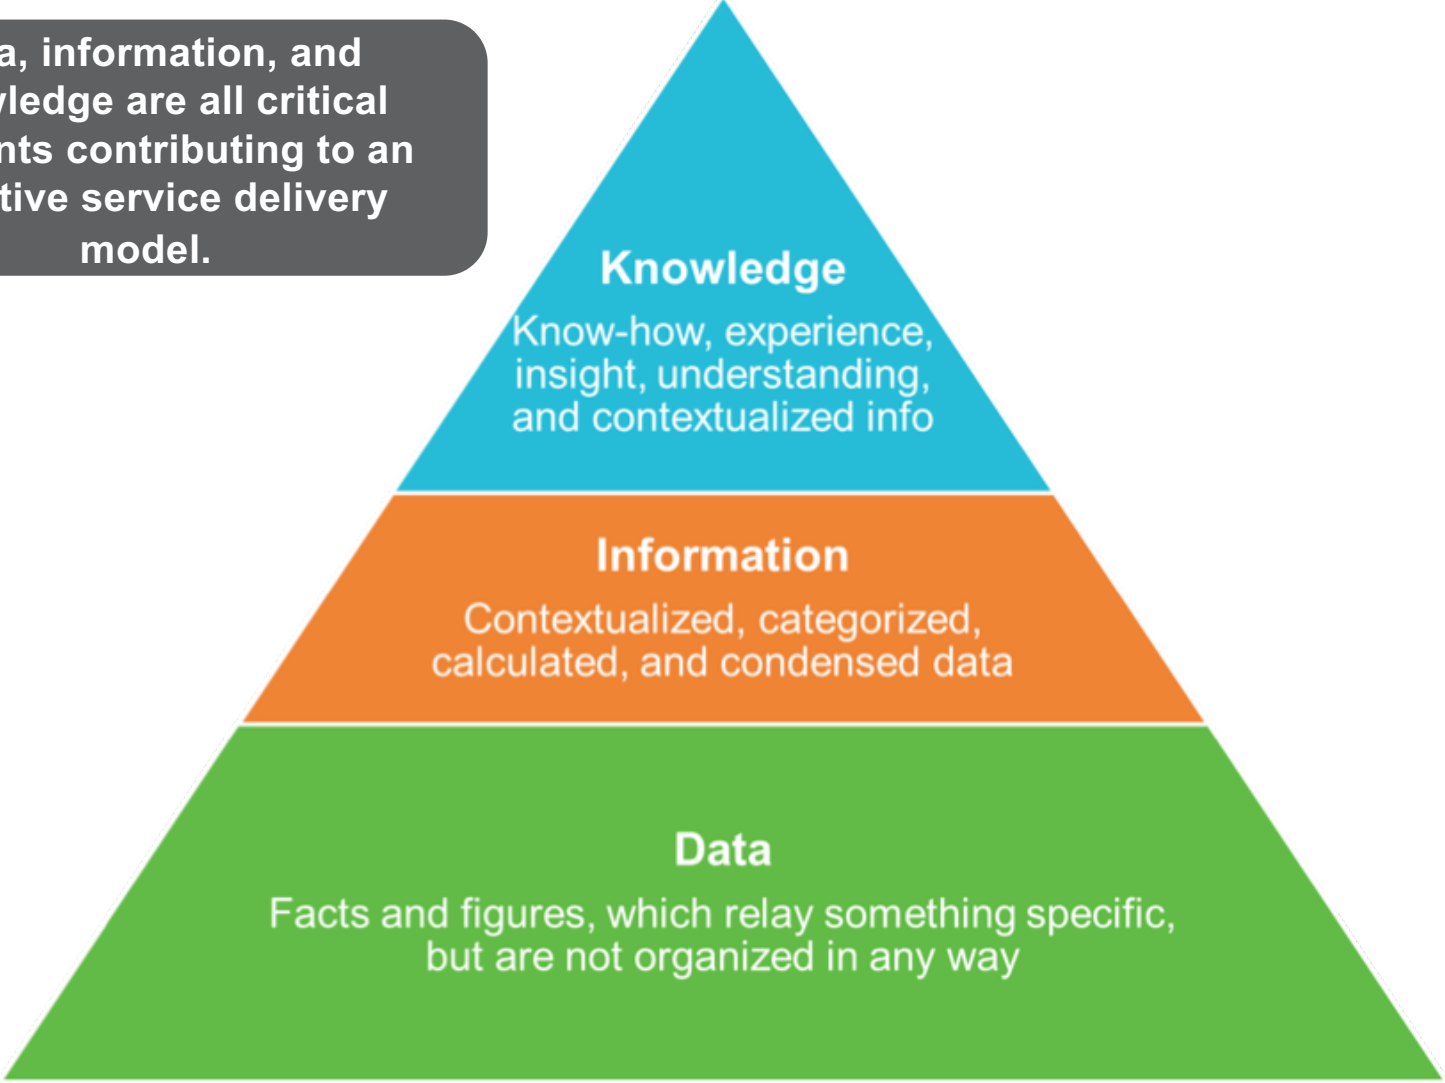 a, information, and
ledge are all critical
nts contributing to an
tive service delivery
model.
Knowledge
Know-how, experience,
insight, understanding,
and contextualized info
Information
Contextualized, categorized,
calculated, and condensed data
Data
Facts and figures, which relay something specific,
but are not organized in any way